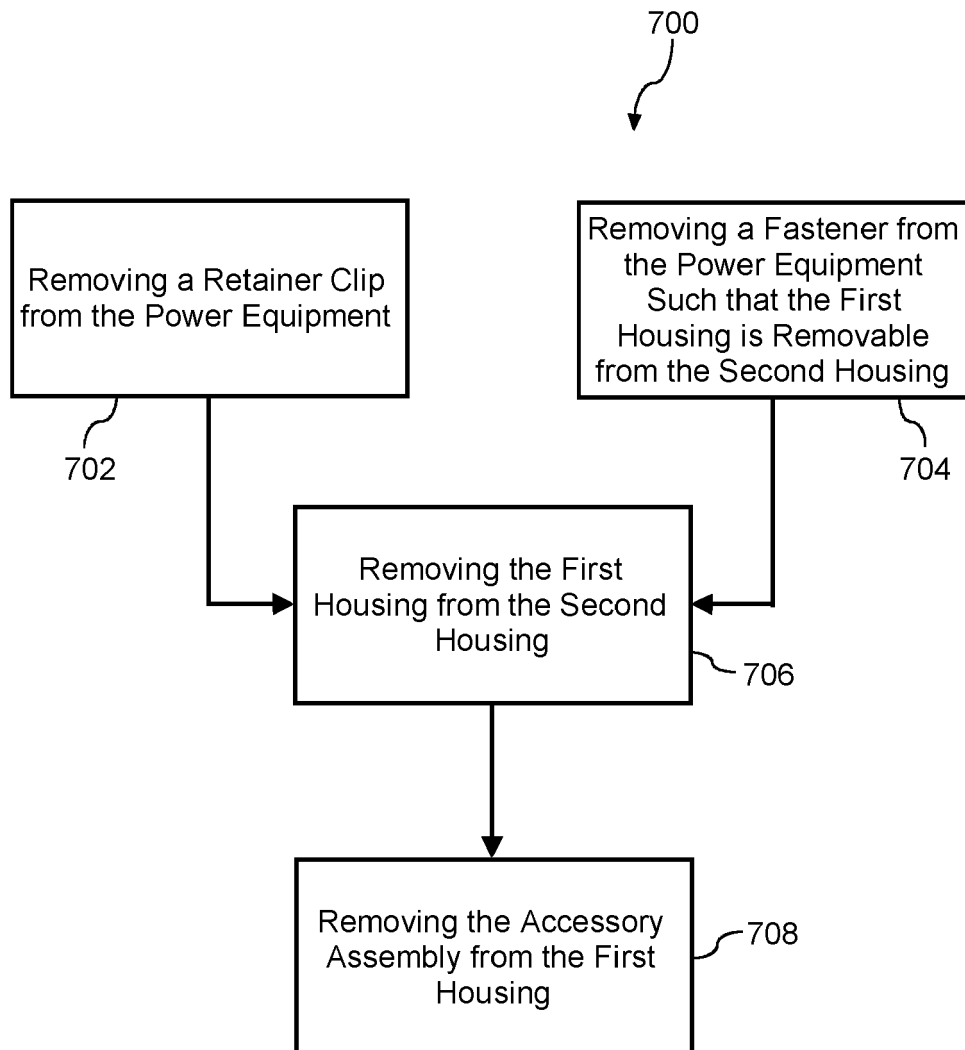 700
Removing a Retainer Clip
from the Power Equipment
702
Removing a Fastener from
the Power Equipment
Such that the First
Housing is Removable
from the Second Housing
704
Removing the First
Housing from the Second
Housing
706
Removing the Accessory
Assembly from the First
Housing
708